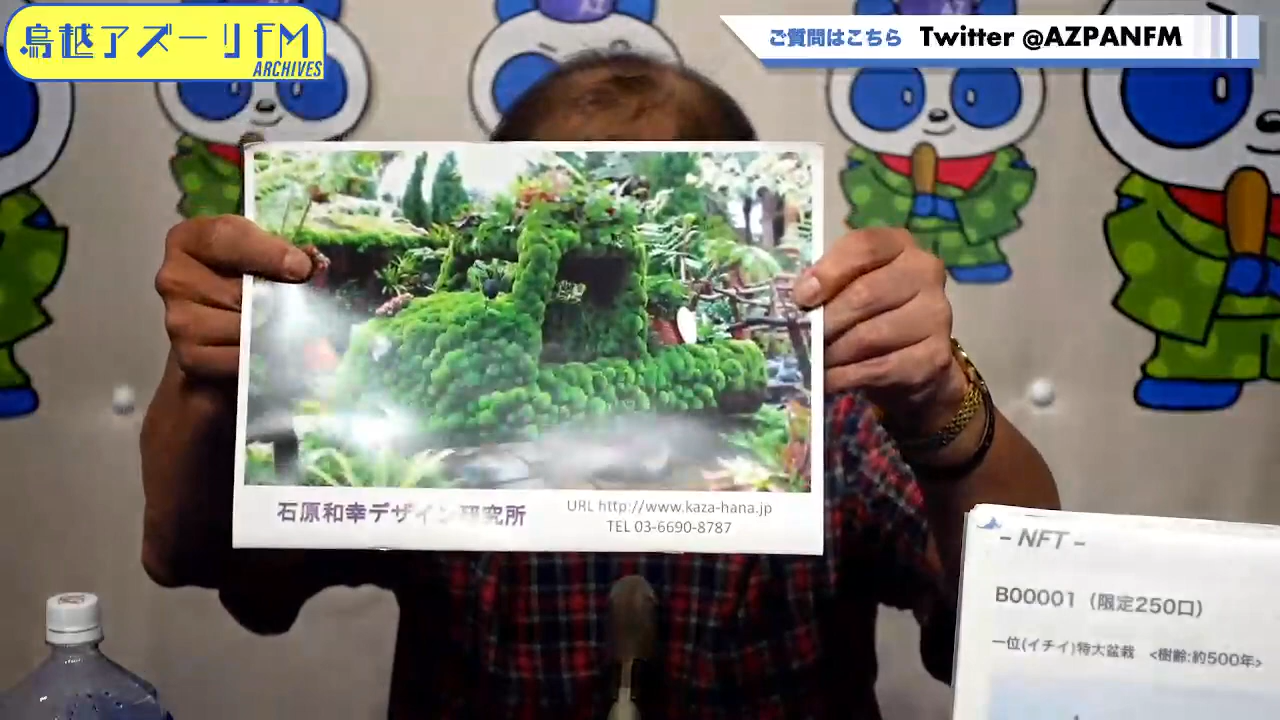 鳥越アズーリFM
ARCHIVES
ご質問はこちら Twitter @AZPANFM
AZ
石原和幸デザイン研究所
URL http://www.kaza-hana.jp
TEL 03-6690-8787
- NFT -
B00001（限定250口）
一位(イチイ)特大盆栽 <樹齢:約500年>